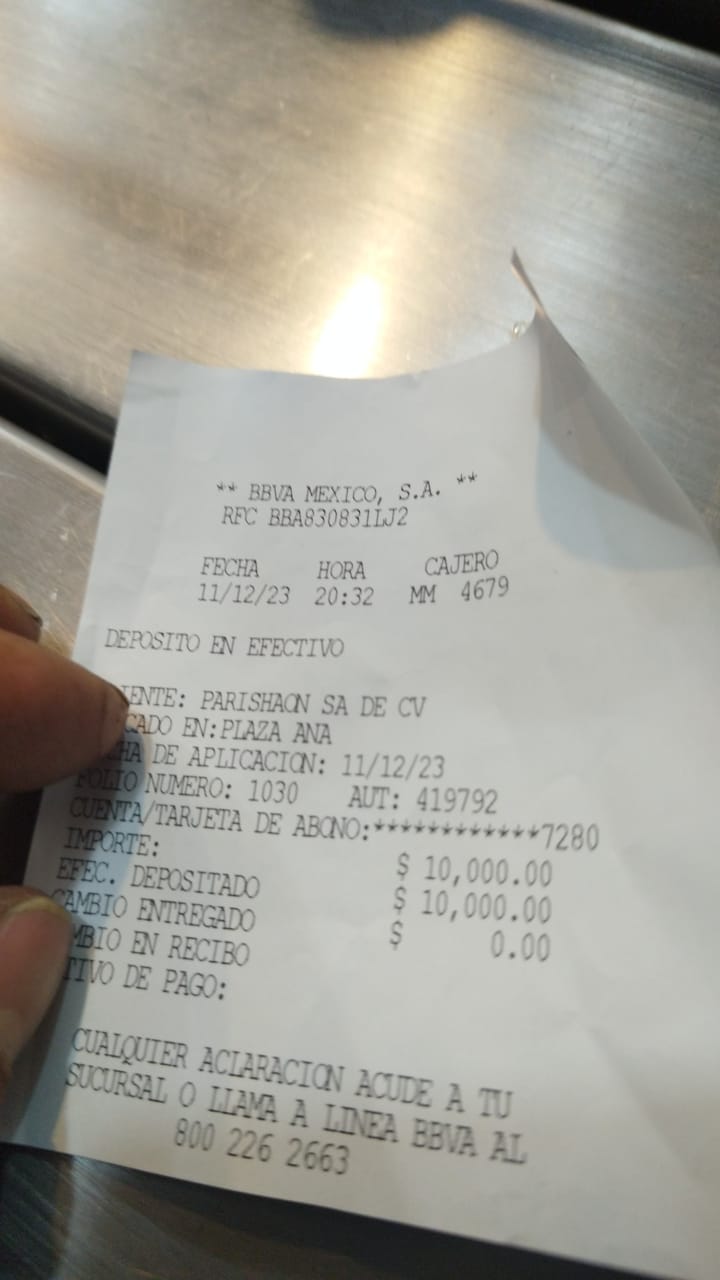 ** BBVA MEXICO, S.A. **
RFC BBA830831LJ2
FECHA HORA CAJERO
11/12/23 20:32 MM 4679
DEPOSITO EN EFECTIVO
IENTE: PARISHAON SA DE CV
CADO EN:PLAZA ANA
HA DE APLICACION: 11/12/23
FOLIO NUMERO: 1030 AUT: 419792
CUENTA/TARJETA DE ABONO:************7280
IMPORTE: $ 10,000.00
EFEC. DEPOSITADO $ 10,000.00
CAMBIO ENTREGADO $ 0.00
MBIO EN RECIBO
TIVO DE PAGO:
CUALQUIER ACLARACION ACUDE A TU
SUCURSAL O LLAMA A LINEA BBVA AL
800 226 2663